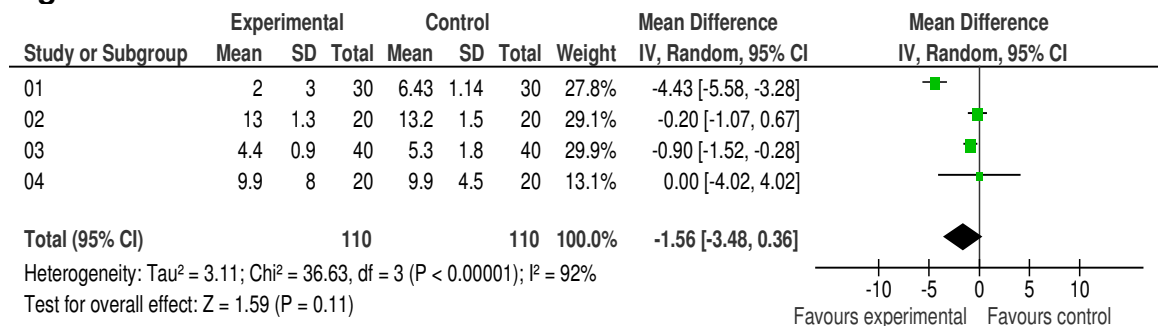 Experimental Control Mean Difference Mean Difference
Study or Subgroup Mean SD Total Mean SD Total Weight IV, Random, 95% CI IV, Random, 95% CI
01 2 3 30 6.43 1.14 30 27.8% -4.43 [-5.58, -3.28]
02 13 1.3 20 13.2 1.5 20 29.1% -0.20 [-1.07, 0.67]
03 4.4 0.9 40 5.3 1.8 40 29.9% -0.90 [-1.52, -0.28]
04 9.9 8 20 9.9 4.5 20 13.1% 0.00 [-4.02, 4.02]
Total (95% CI) 110 110 100.0% -1.56 [-3.48, 0.36]
Heterogeneity: Tau² = 3.11; Chi² = 36.63, df = 3 (P < 0.00001); I² = 92%
Test for overall effect: Z = 1.59 (P = 0.11)
-10 -5 0 5 10
Favours experimental Favours control